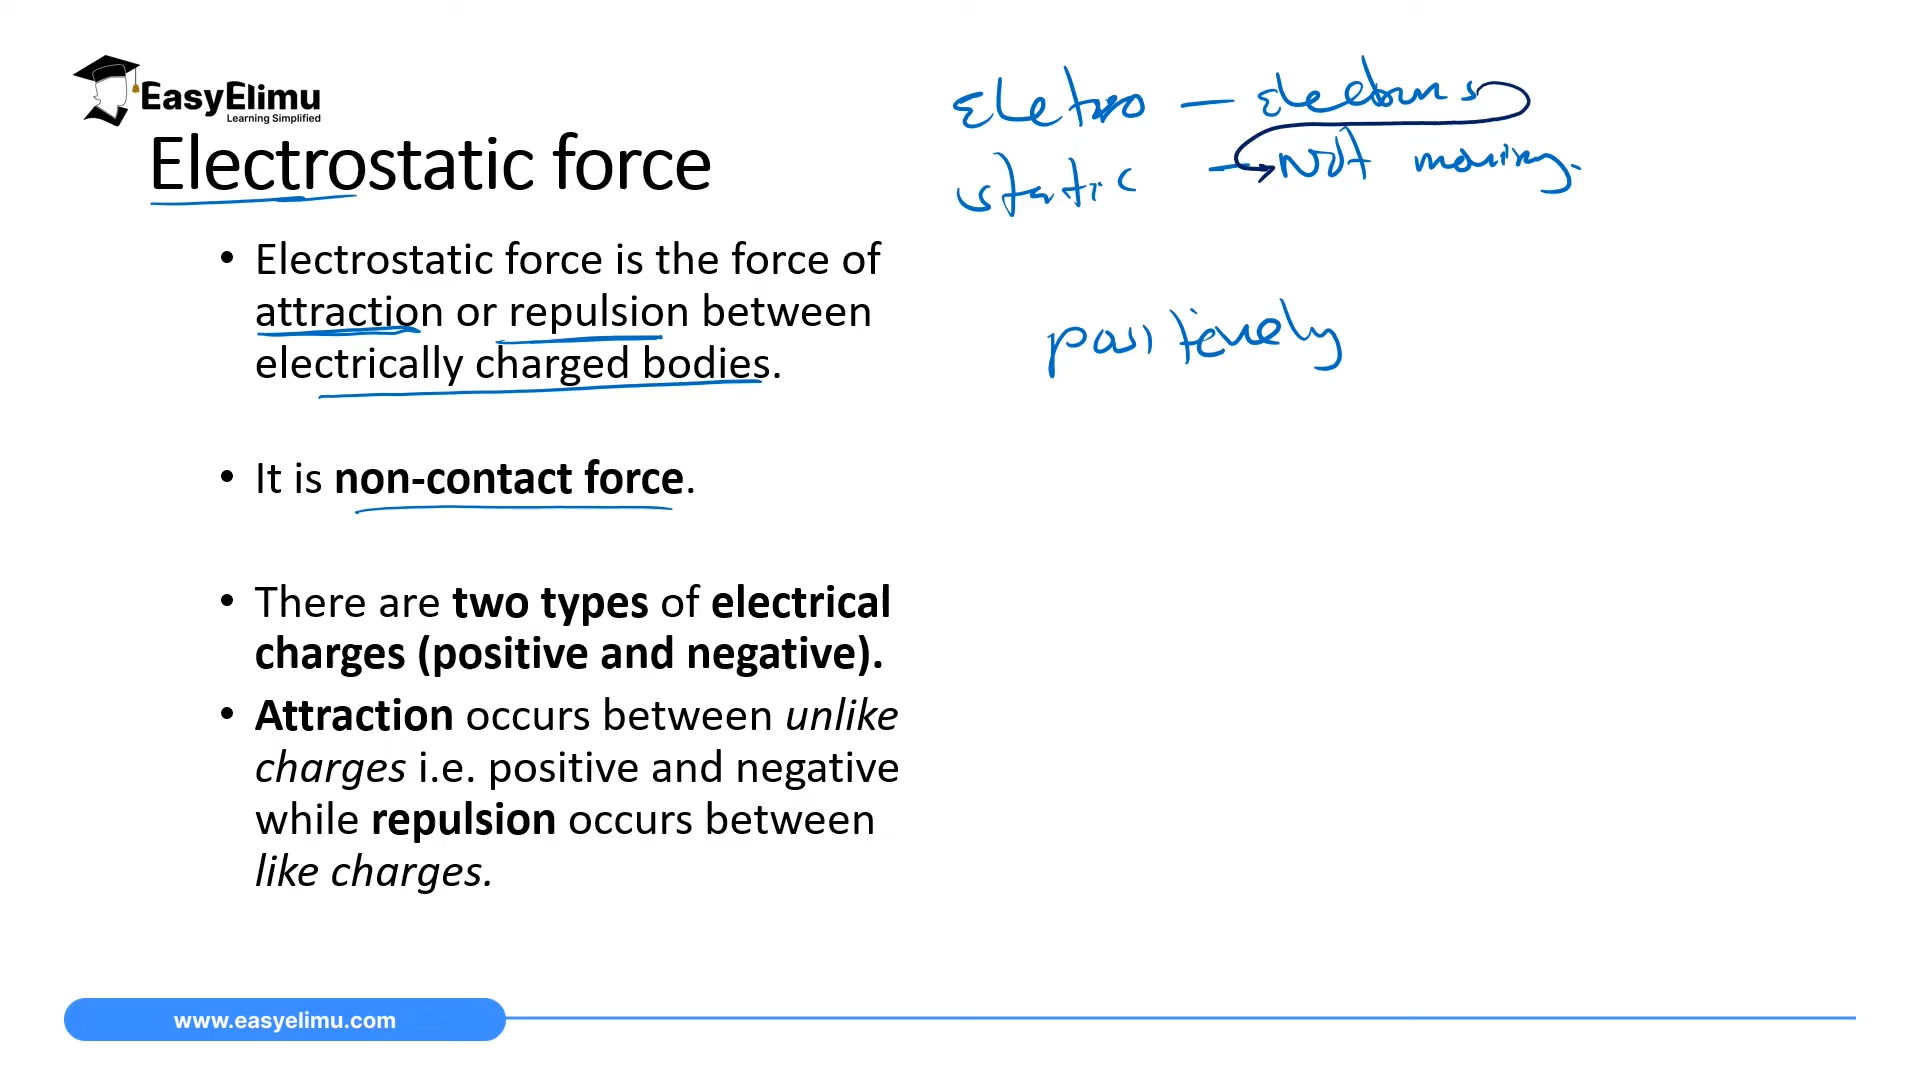 EasyElimu
Learning Simplified
Electrostatic force
• Electrostatic force is the force of
attraction or repulsion between
electrically charged bodies.
• It is non-contact force.
• There are two types of electrical
charges (positive and negative).
• Attraction occurs between unlike
charges i.e. positive and negative
while repulsion occurs between
like charges.
Eletro — Electrons
static — Not moving.
positively
www.easyelimu.com